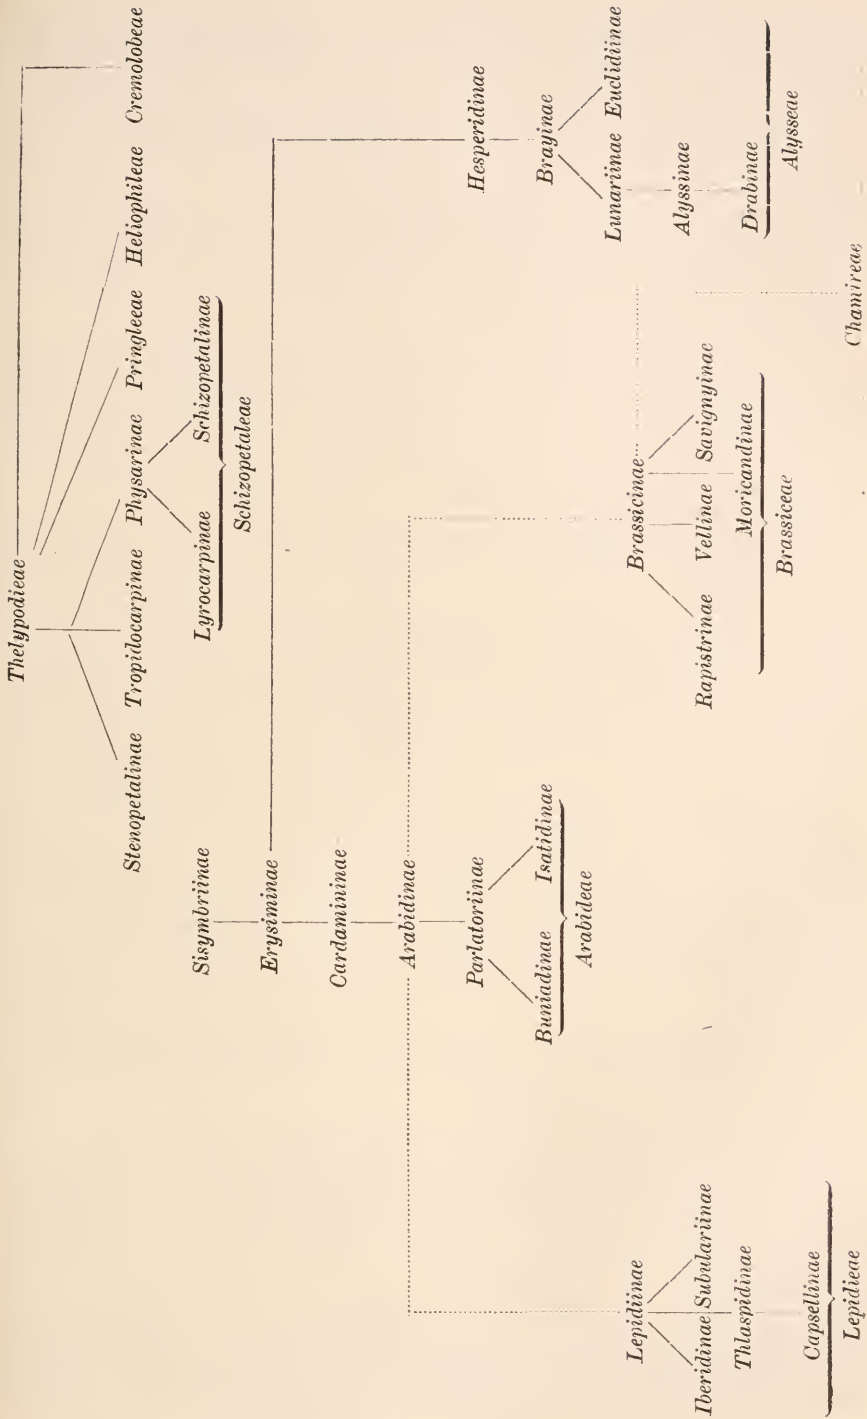 Thelypodieae
Stenopetalinae Tropidocarpinae Physarinae Pringleeae Heliophileae Cremolobeae
Lyrocarpinae Schizopetalinae
Schizopetaleae
Sisymbriinae
Erysiminae
Cardamininae
Arabidinae
Parlatoriinae Hesperidinae
Buniadinae Isatidinae Brayinae
Arabideae
Lepidiinae Brassicinae Lunariinae Euclidiinae
Iberidinae Subulariinae Rapistrinae Vellinae Savignyinae Alyssinae
Thlaspidinae Moricandinae Drabinae
Capsellinae Brassiceae Alysseae
Lepidieae Chamireae